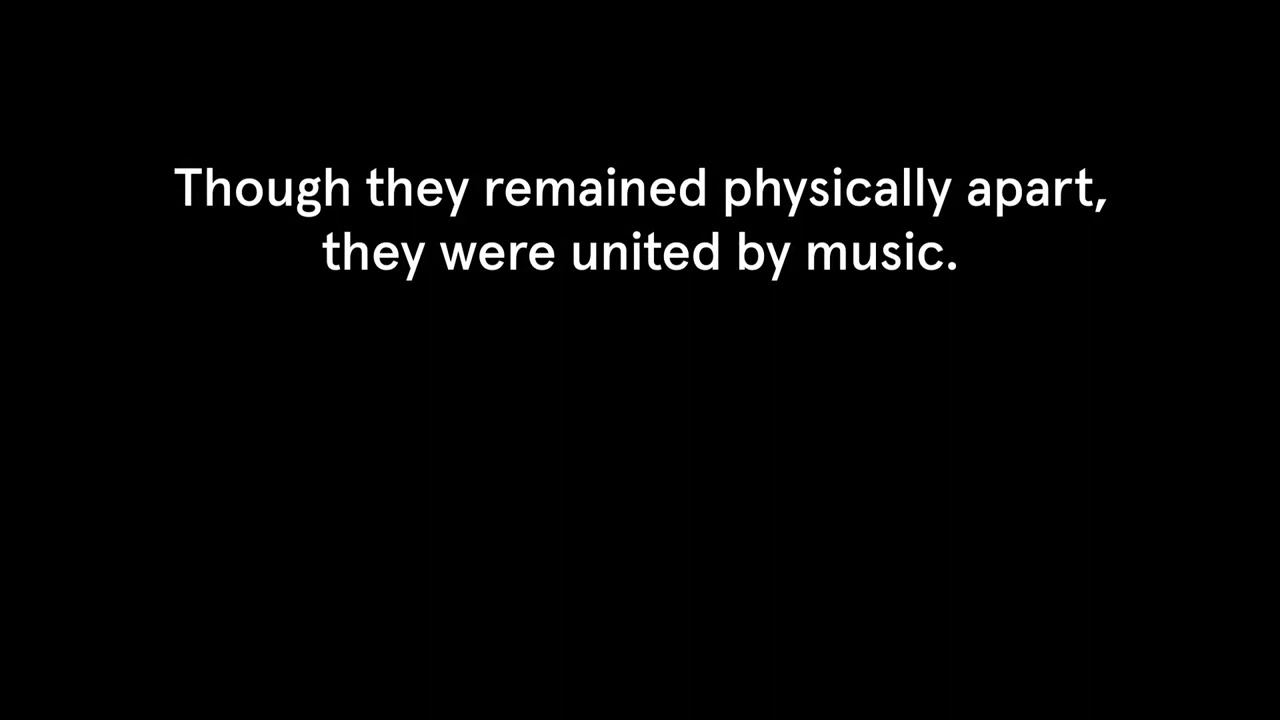 Though they remained physically apart,
they were united by music.